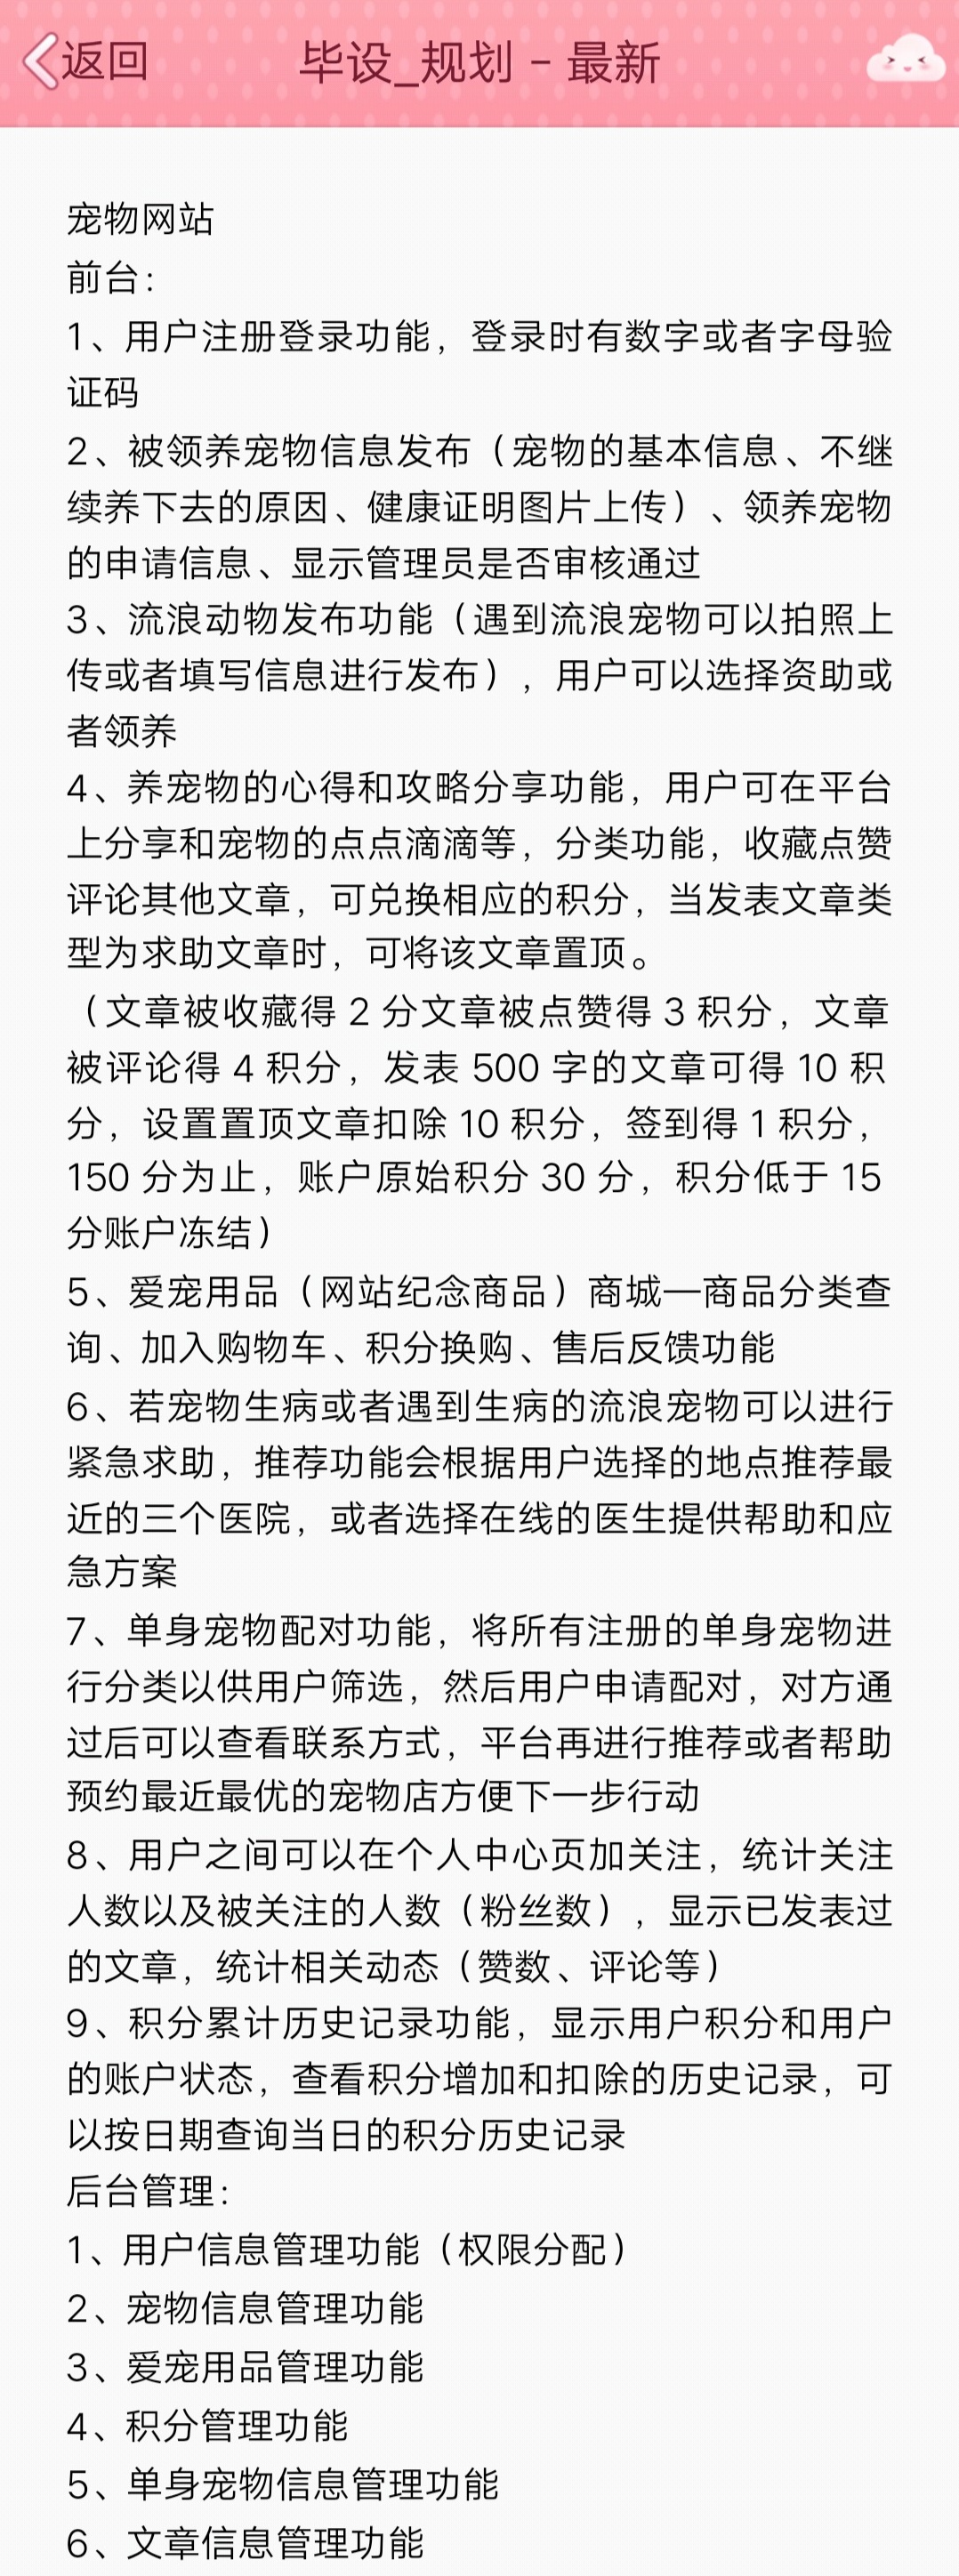 返回
毕设_规划 - 最新
宠物网站
前台：
1、用户注册登录功能，登录时有数字或者字母验
证码
2、被领养宠物信息发布（宠物的基本信息、不继
续养下去的原因、健康证明图片上传）、领养宠物
的申请信息、显示管理员是否审核通过
3、流浪动物发布功能（遇到流浪宠物可以拍照上
传或者填写信息进行发布），用户可以选择资助或
者领养
4、养宠物的心得和攻略分享功能，用户可在平台
上分享和宠物的点点滴滴等，分类功能，收藏点赞
评论其他文章，可兑换相应的积分，当发表文章类
型为求助文章时，可将该文章置顶。
（文章被收藏得 2 分文章被点赞得 3 积分，文章
被评论得 4 积分，发表 500 字的文章可得 10 积
分，设置置顶文章扣除 10 积分，签到得 1 积分，
150 分为止，账户原始积分 30 分，积分低于 15
分账户冻结）
5、爱宠用品（网站纪念商品）商城—商品分类查
询、加入购物车、积分换购、售后反馈功能
6、若宠物生病或者遇到生病的流浪宠物可以进行
紧急求助，推荐功能会根据用户选择的地点推荐最
近的三个医院，或者选择在线的医生提供帮助和应
急方案
7、单身宠物配对功能，将所有注册的单身宠物进
行分类以供用户筛选，然后用户申请配对，对方通
过后可以查看联系方式，平台再进行推荐或者帮助
预约最近最优的宠物店方便下一步行动
8、用户之间可以在个人中心页加关注，统计关注
人数以及被关注的人数（粉丝数），显示已发表过
的文章，统计相关动态（赞数、评论等）
9、积分累计历史记录功能，显示用户积分和用户
的账户状态，查看积分增加和扣除的历史记录，可
以按日期查询当日的积分历史记录
后台管理：
1、用户信息管理功能（权限分配）
2、宠物信息管理功能
3、爱宠用品管理功能
4、积分管理功能
5、单身宠物信息管理功能
6、文章信息管理功能